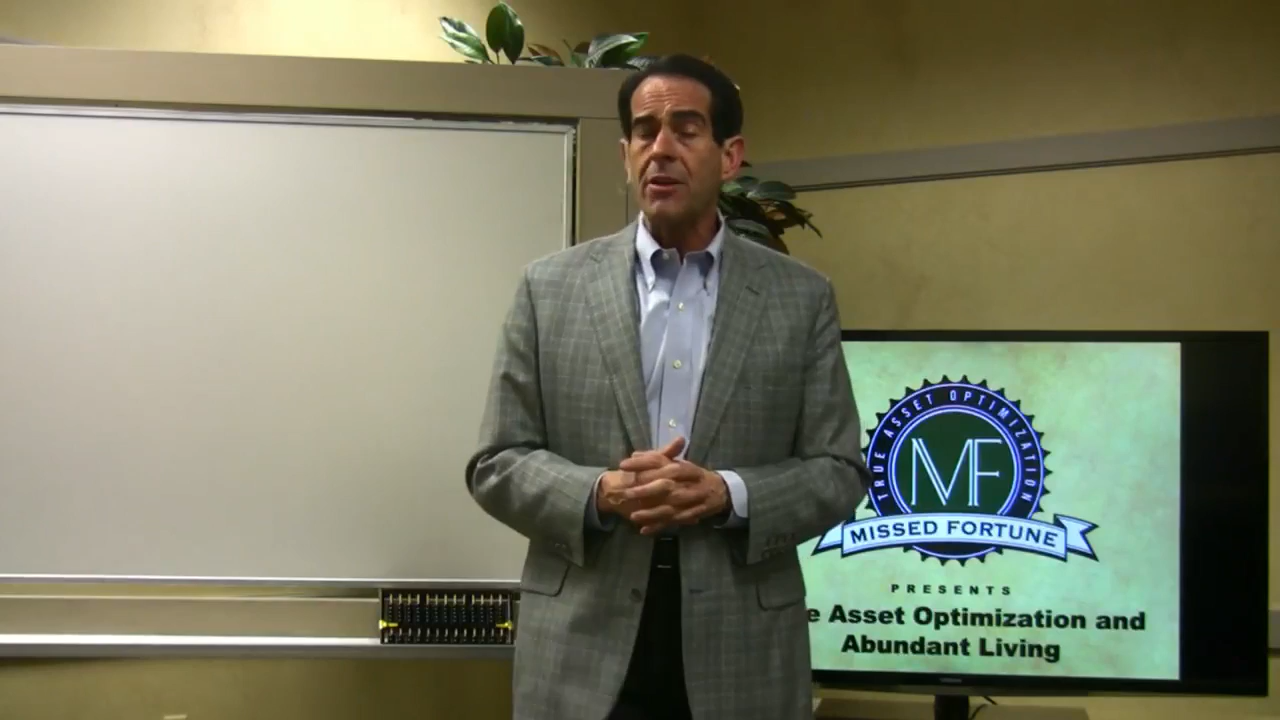 TRUE ASSET OPTIMIZATION
MF
MISSED FORTUNE
PRESENTS
e Asset Optimization and
Abundant Living